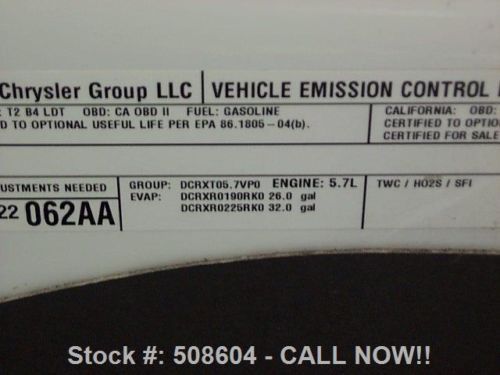 Chrysler Group LLC VEHICLE EMISSION CONTROL
: T2 B4 LDT OBD: CA OBD II FUEL: GASOLINE
D TO OPTIONAL USEFUL LIFE PER EPA 86.1805-04(b).
CALIFORNIA: OBD:
CERTIFIED TO OPTIO
CERTIFIED FOR SALE
USTMENTS NEEDED
22 062AA
GROUP: DCRXT05.7VP0 ENGINE: 5.7L
EVAP: DCRXR0190RK0 26.0 gal
DCRXR0225RK0 32.0 gal
TWC / HO2S / SFI
Stock #: 508604 - CALL NOW!!